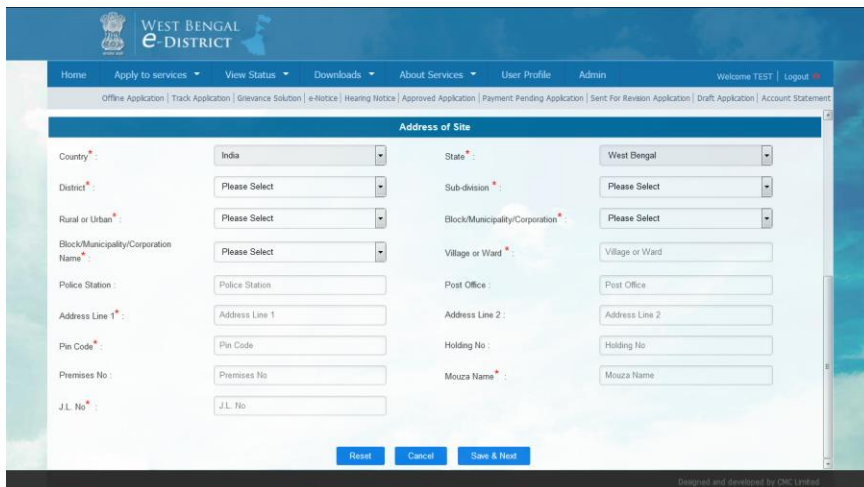 WEST BENGAL
e-DISTRICT
Home Apply to services View Status Downloads About Services User Profile Admin Welcome TEST | Logout
Offline Application | Track Application | Grievance Solution | e-Notice | Hearing Notice | Approved Application | Payment Pending Application | Sent For Revision Application | Draft Application | Account Statement
Address of Site
Country* : India State* : West Bengal
District* : Please Select Sub-division * : Please Select
Rural or Urban* : Please Select Block/Municipality/Corporation* : Please Select
Block/Municipality/Corporation
Name* : Please Select Village or Ward * : Village or Ward
Police Station : Police Station Post Office : Post Office
Address Line 1* : Address Line 1 Address Line 2 : Address Line 2
Pin Code* : Pin Code Holding No : Holding No
Premises No : Premises No Mouza Name* : Mouza Name
J.L. No* : J.L. No
Reset Cancel Save & Next
Designed and developed by CMC Limited